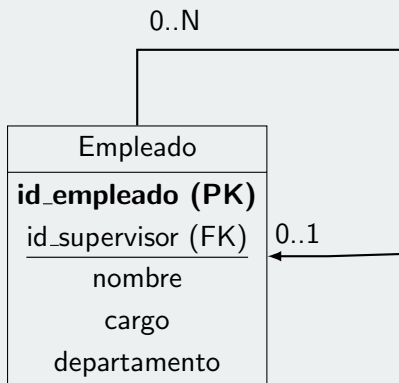 0..N
Empleado
id_empleado (PK)
id_supervisor (FK)
0..1
nombre
cargo
departamento